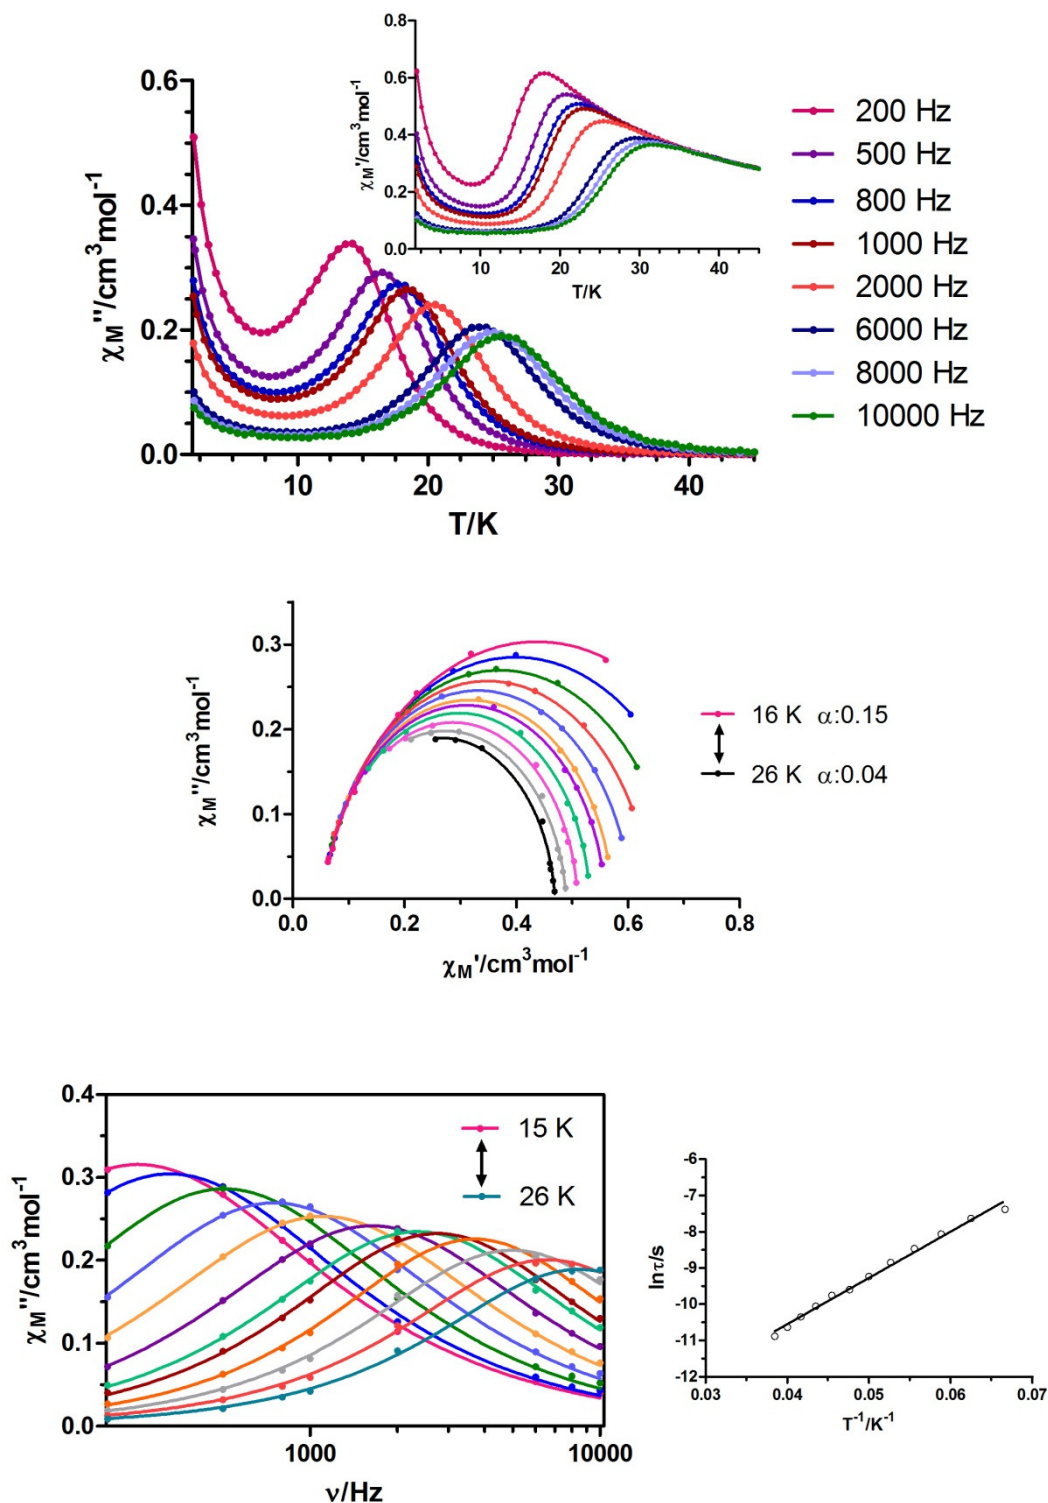 0.8
0.6
0.4
0.2
0.0
χM'/cm3mol-1
10 20 30 40
T/K
0.6
0.4
0.2
0.0
χM''/cm3mol-1
10 20 30 40
T/K
200 Hz
500 Hz
800 Hz
1000 Hz
2000 Hz
6000 Hz
8000 Hz
10000 Hz
0.3
0.2
0.1
0.0
χM''/cm3mol-1
0.0 0.2 0.4 0.6 0.8
χM'/cm3mol-1
16 K α:0.15
26 K α:0.04
0.4
0.3
0.2
0.1
0.0
χM''/cm3mol-1
1000 10000
ν/Hz
15 K
26 K
-6
-7
-8
-9
-10
-11
-12
lnτ/s
0.03 0.04 0.05 0.06 0.07
T-1/K-1